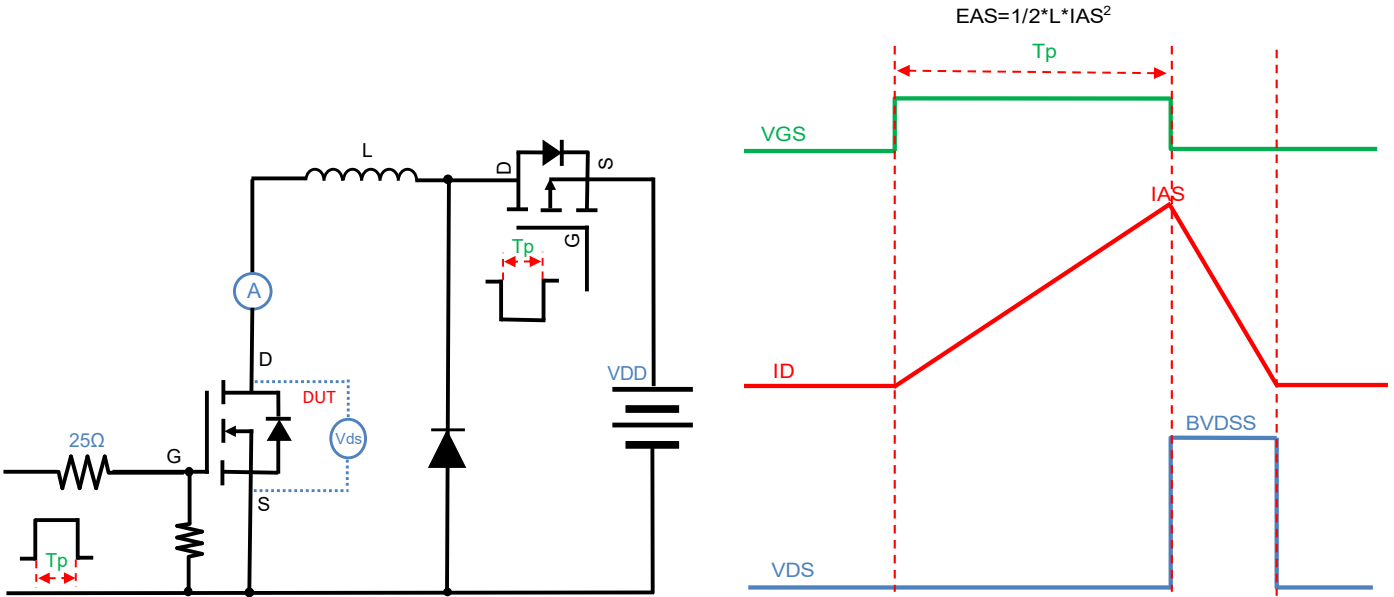 EAS=1/2*L*IAS²
Tp
VGS
L
D
S
G
Tp
IAS
A
D
DUT
VDD
ID
25Ω
G
Vds
BVDSS
S
Tp
VDS